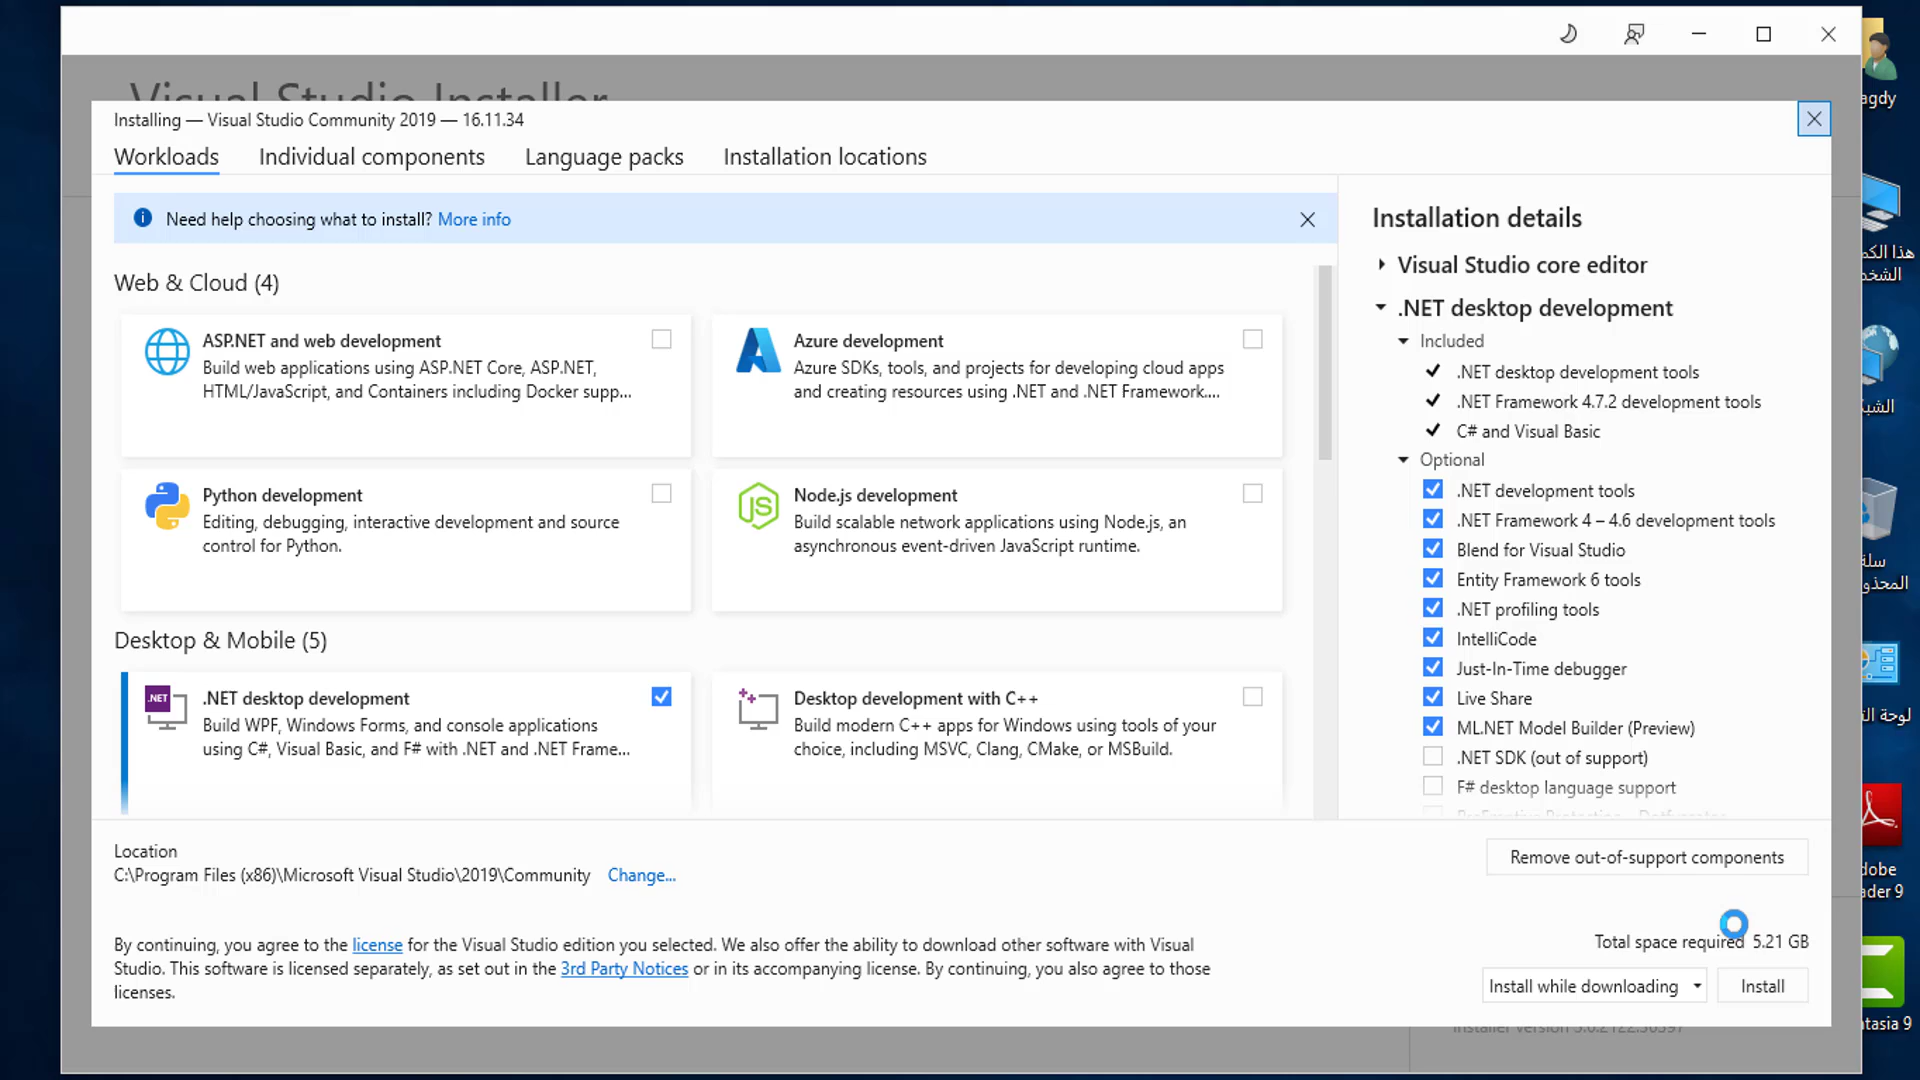 Visual Studio Installer
Installing — Visual Studio Community 2019 — 16.11.34
Workloads
Individual components
Language packs
Installation locations
Need help choosing what to install? More info
Web & Cloud (4)
ASP.NET and web development
Build web applications using ASP.NET Core, ASP.NET,
HTML/JavaScript, and Containers including Docker supp...
Azure development
Azure SDKs, tools, and projects for developing cloud apps
and creating resources using .NET and .NET Framework....
Python development
Editing, debugging, interactive development and source
control for Python.
JS
Node.js development
Build scalable network applications using Node.js, an
asynchronous event-driven JavaScript runtime.
Desktop & Mobile (5)
.NET
.NET desktop development
Build WPF, Windows Forms, and console applications
using C#, Visual Basic, and F# with .NET and .NET Frame...
Desktop development with C++
Build modern C++ apps for Windows using tools of your
choice, including MSVC, Clang, CMake, or MSBuild.
Installation details
Visual Studio core editor
.NET desktop development
Included
.NET desktop development tools
.NET Framework 4.7.2 development tools
C# and Visual Basic
Optional
.NET development tools
.NET Framework 4 – 4.6 development tools
Blend for Visual Studio
Entity Framework 6 tools
.NET profiling tools
IntelliCode
Just-In-Time debugger
Live Share
ML.NET Model Builder (Preview)
.NET SDK (out of support)
F# desktop language support
Location
C:\Program Files (x86)\Microsoft Visual Studio\2019\Community Change...
Remove out-of-support components
By continuing, you agree to the license for the Visual Studio edition you selected. We also offer the ability to download other software with Visual
Studio. This software is licensed separately, as set out in the 3rd Party Notices or in its accompanying license. By continuing, you also agree to those
licenses.
Total space required 5.21 GB
Install while downloading
Install
agdy
هذا الكم
الشخص
الشبك
سلة
المحذو
لوحة الت
dobe
ader 9
ntasia 9